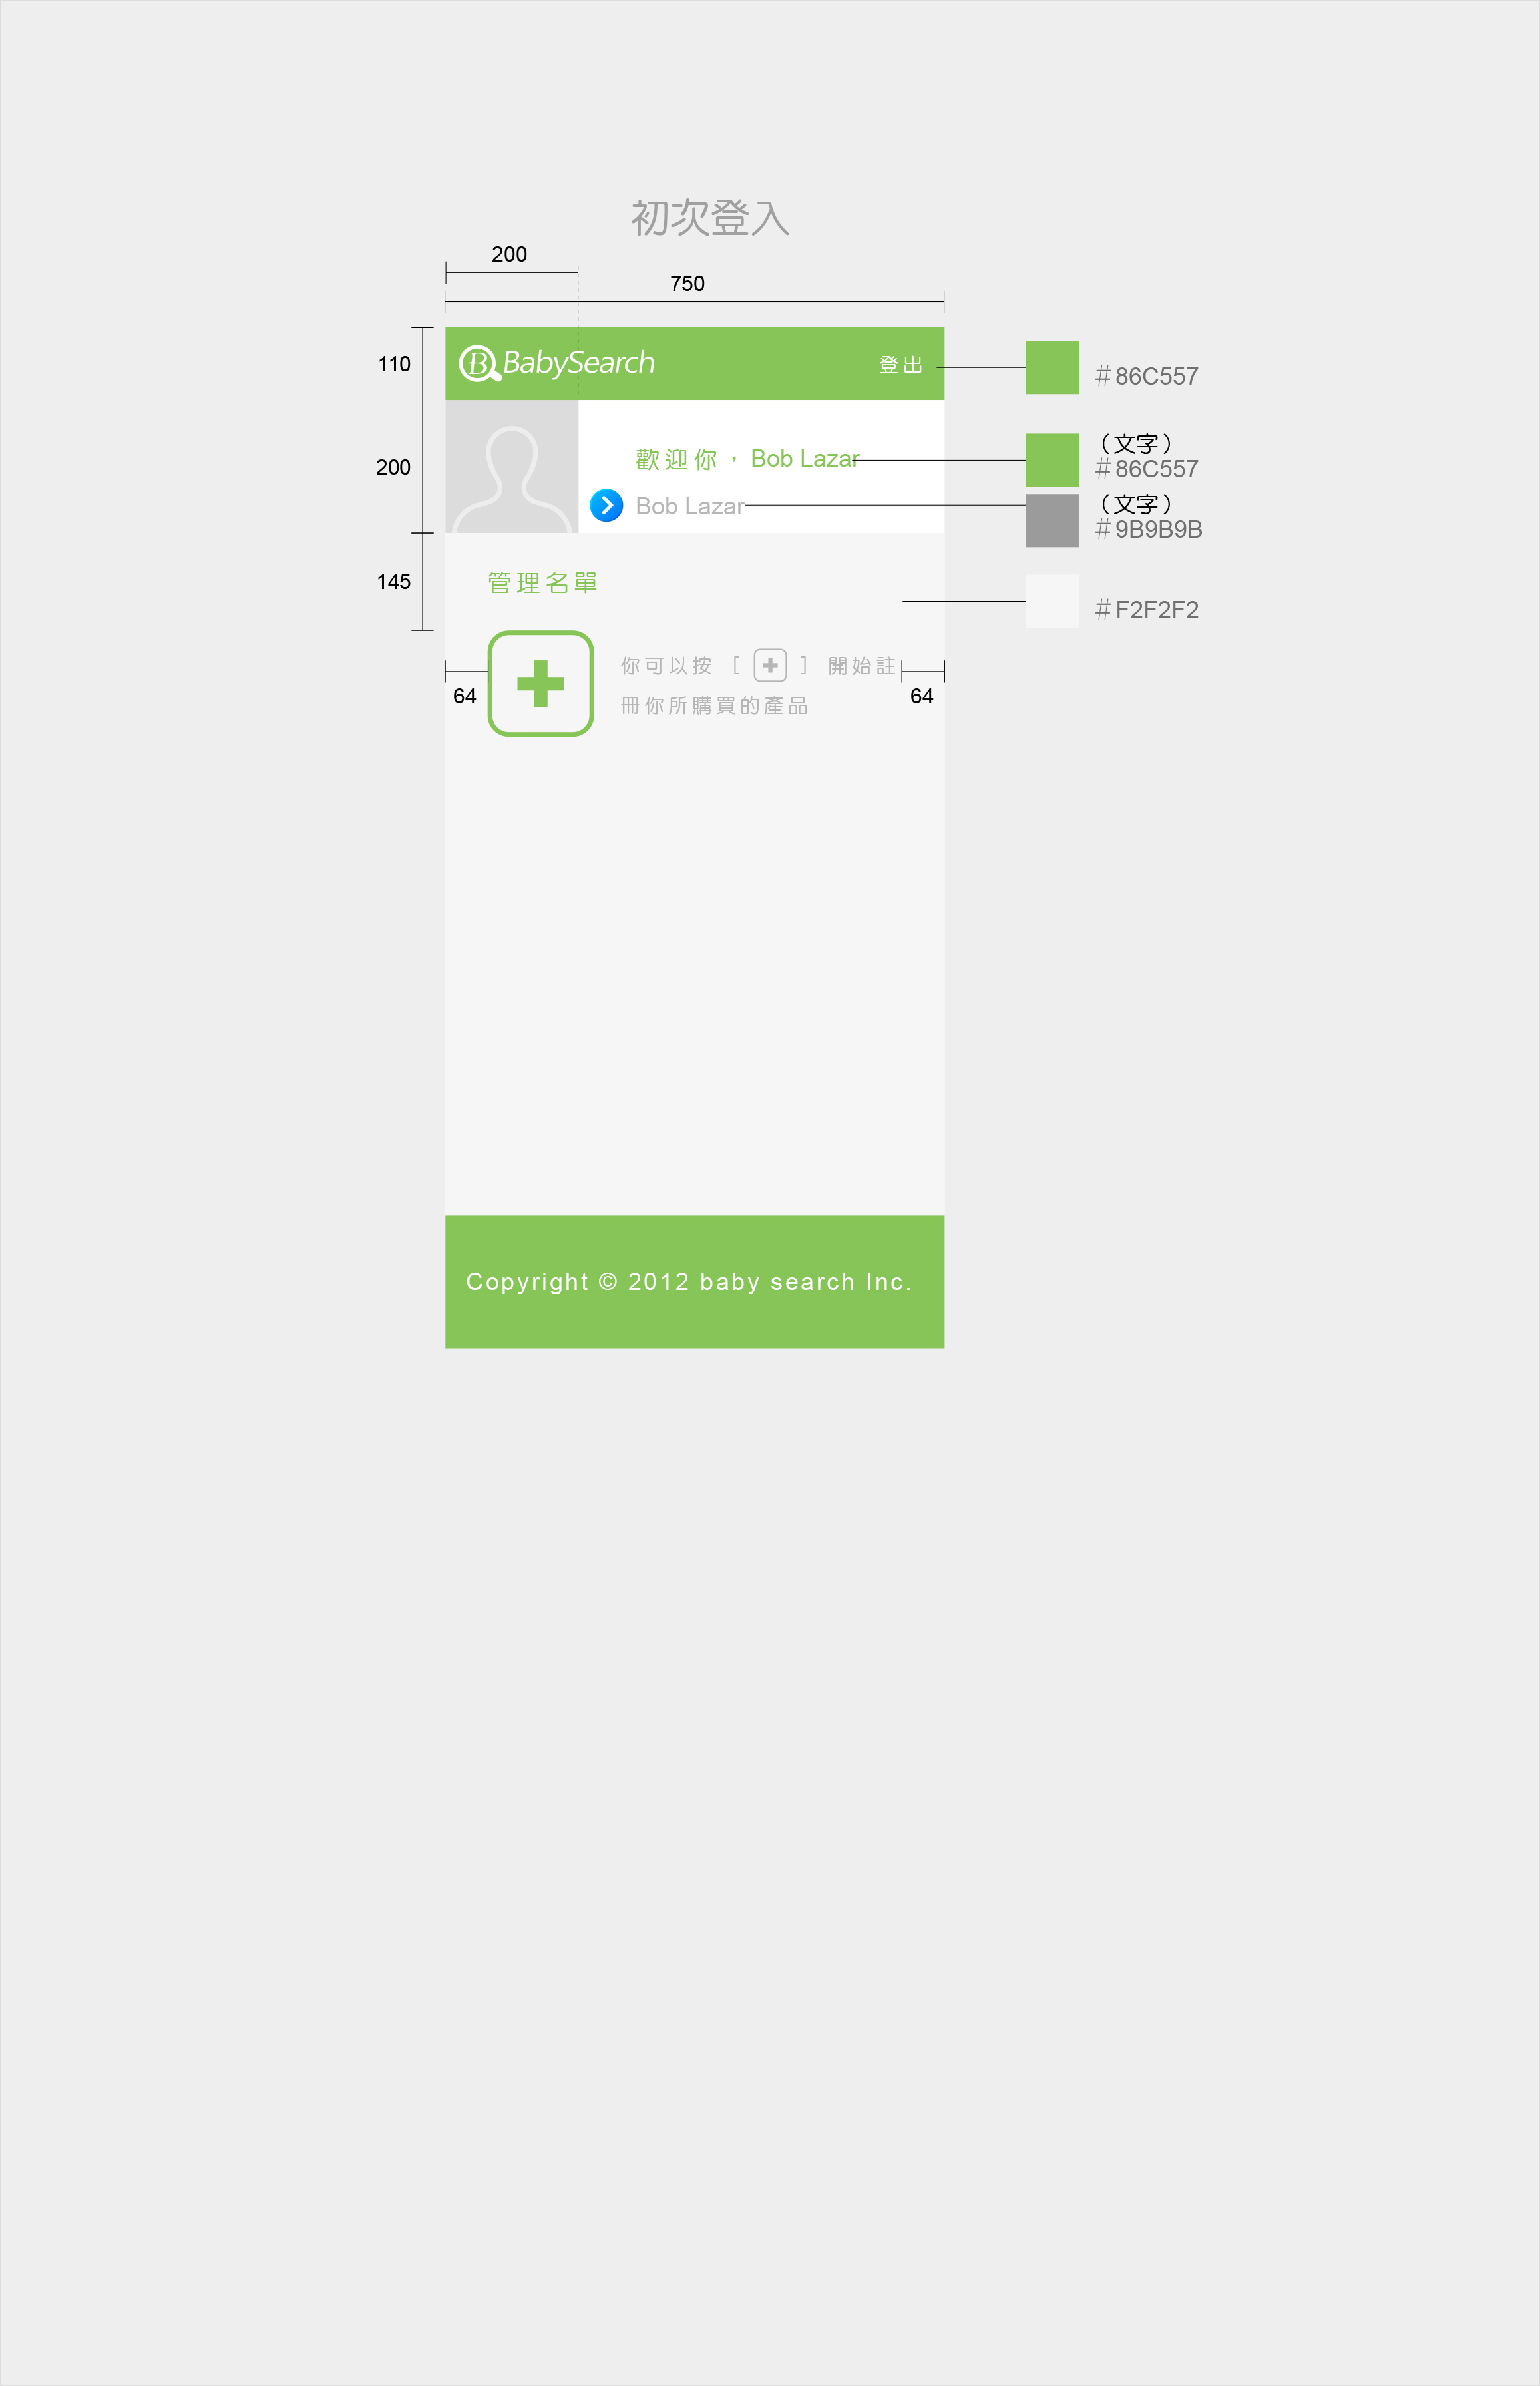 初次登入
200
750
110
BabySearch
登出
#86C557
200
歡迎你，Bob Lazar
（文字）
#86C557
Bob Lazar
（文字）
#9B9B9B
145
管理名單
#F2F2F2
你可以按 [ + ] 開始註
冊你所購買的產品
64
64
Copyright © 2012 baby search Inc.